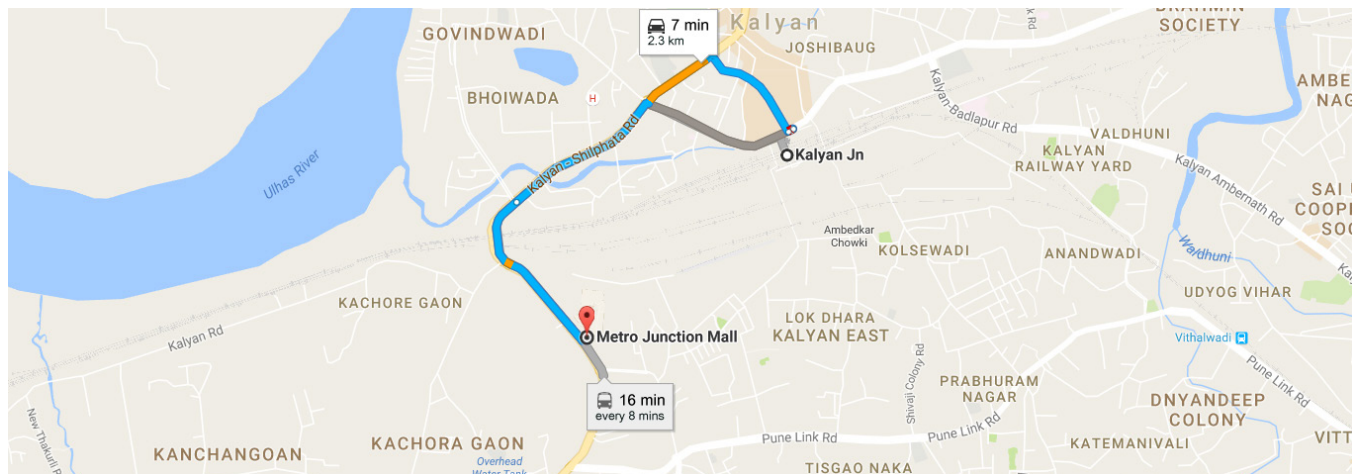 GOVINDWADI
7 min
2.3 km
Kalyan
JOSHIBAUG
BRAHMIN
SOCIETY
BHOIWADA
H
Kalyan-Badlapur Rd
AMBE
NAG
VALDHUNI
KALYAN
RAILWAY YARD
Kalyan - Shilphata Rd
Kalyan Jn
Ulhas River
Kalyan Ambernath Rd
SAI
COOP
SOC
Ambedkar
Chowki
KOLSEWADI
ANANDWADI
Waldhuni
UDYOG VIHAR
KACHORE GAON
Kalyan Rd
Metro Junction Mall
LOK DHARA
KALYAN EAST
Shivaji Colony Rd
Vithalwadi
Pune Link Rd
16 min
every 8 mins
PRABHURAM
NAGAR
DNYANDEEP
COLONY
KANCHANGOAN
KACHORA GAON
Overhead
Water Tank
Pune Link Rd
Pune Link Rd
KATEMANIVALI
VITT
TISGAO NAKA